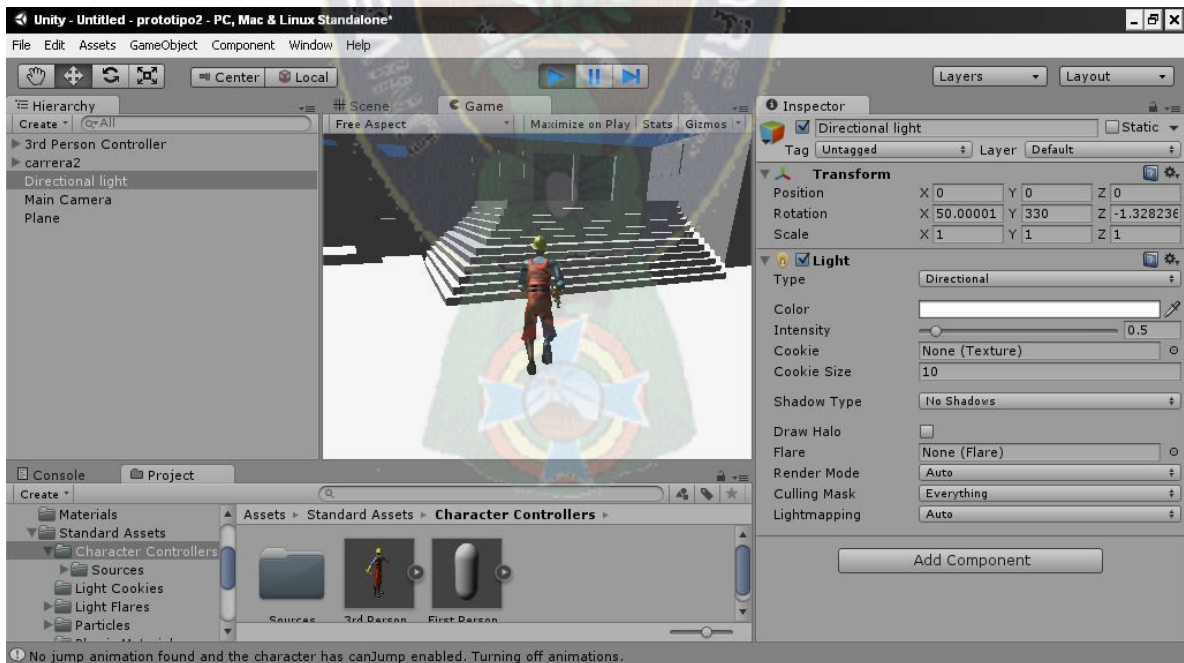 Unity - Untitled - prototipo2 - PC, Mac & Linux Standalone*
File Edit Assets GameObject Component Window Help
Center Local
Layers Layout
Hierarchy
Create All
3rd Person Controller
carrera2
Directional light
Main Camera
Plane
Scene Game
Free Aspect Maximize on Play Stats Gizmos
Inspector
Directional light Static
Tag Untagged Layer Default
Transform
Position X 0 Y 0 Z 0
Rotation X 50.00001 Y 330 Z -1.328236
Scale X 1 Y 1 Z 1
Light
Type Directional
Color
Intensity 0.5
Cookie None (Texture)
Cookie Size 10
Shadow Type No Shadows
Draw Halo
Flare None (Flare)
Render Mode Auto
Culling Mask Everything
Lightmapping Auto
Add Component
Console Project
Create
Materials
Standard Assets
Character Controllers
Sources
Light Cookies
Light Flares
Particles
Assets Standard Assets Character Controllers
Sources 3rd Person First Person
No jump animation found and the character has canJump enabled. Turning off animations.